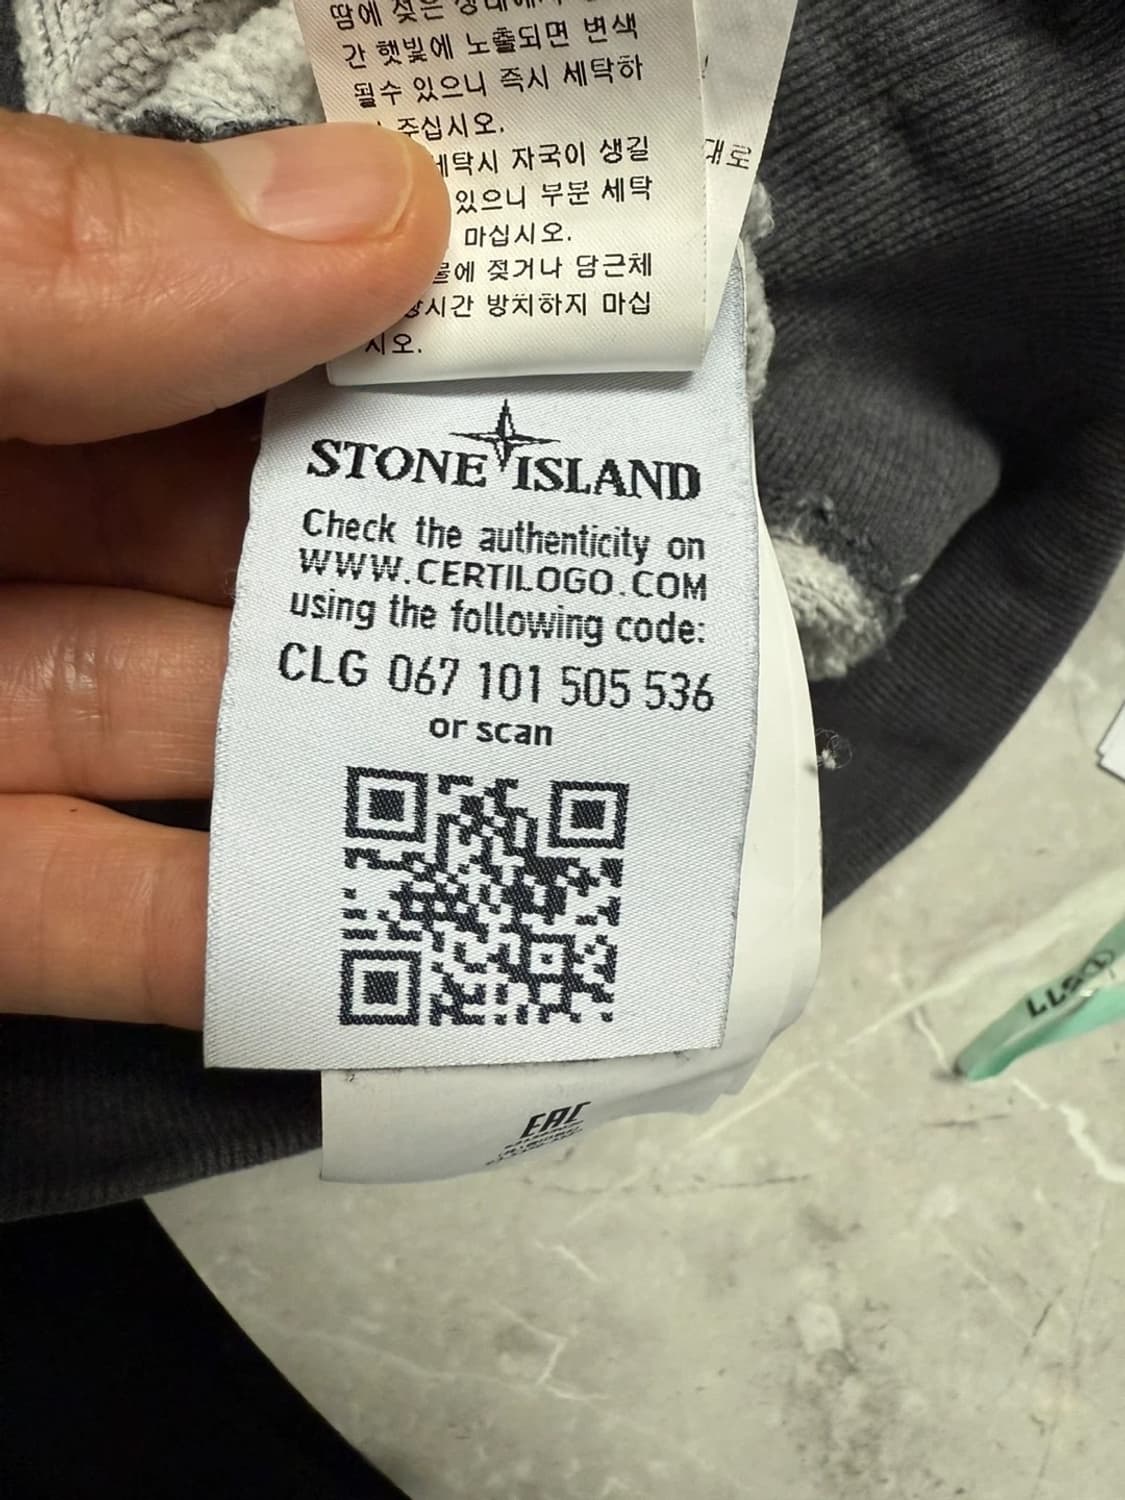 땀에 젖은 상태에서
간 햇빛에 노출되면 변색
될수 있으니 즉시 세탁하
주십시오.
세탁시 자국이 생길
있으니 부분 세탁
마십시오.
물에 젖거나 담근체
장시간 방치하지 마십
시오.
대로
STONE ISLAND
Check the authenticity on
WWW.CERTILOGO.COM
using the following code:
CLG 067 101 505 536
or scan
EAC